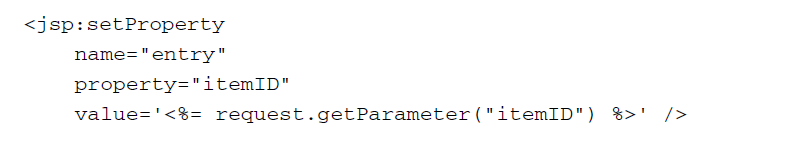 <jsp:setProperty
name="entry"
property="itemID"
value='<%= request.getParameter("itemID") %>' />